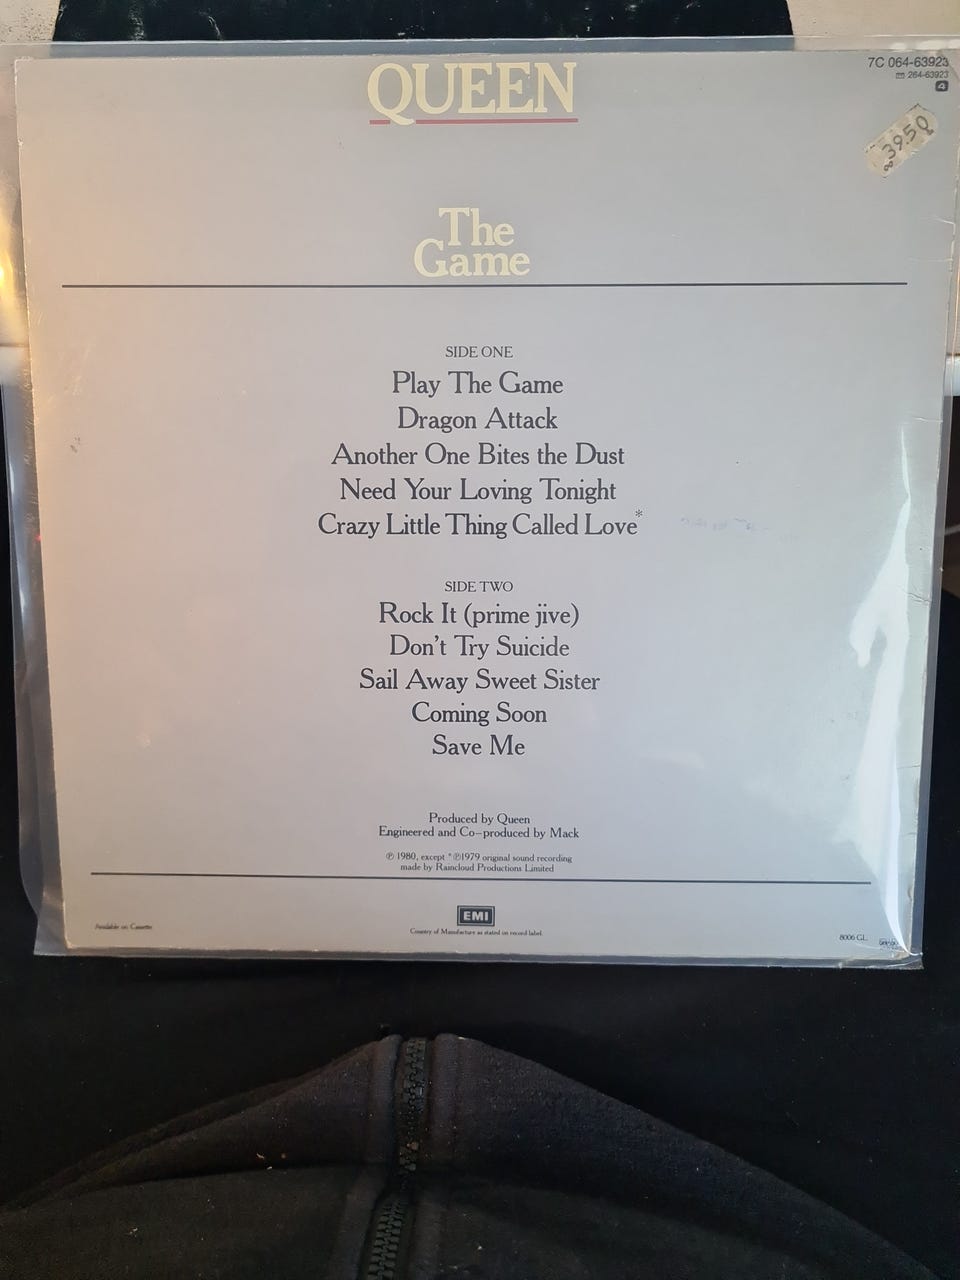 QUEEN
7C 064-63923
264-63923
4
39.50
The
Game
SIDE ONE
Play The Game
Dragon Attack
Another One Bites the Dust
Need Your Loving Tonight
Crazy Little Thing Called Love*
SIDE TWO
Rock It (prime jive)
Don't Try Suicide
Sail Away Sweet Sister
Coming Soon
Save Me
Produced by Queen
Engineered and Co-produced by Mack
℗ 1980, except * ℗1979 original sound recording
made by Raincloud Productions Limited
EMI
Available on Cassette
Country of Manufacture as stated on record label.
8006 GL